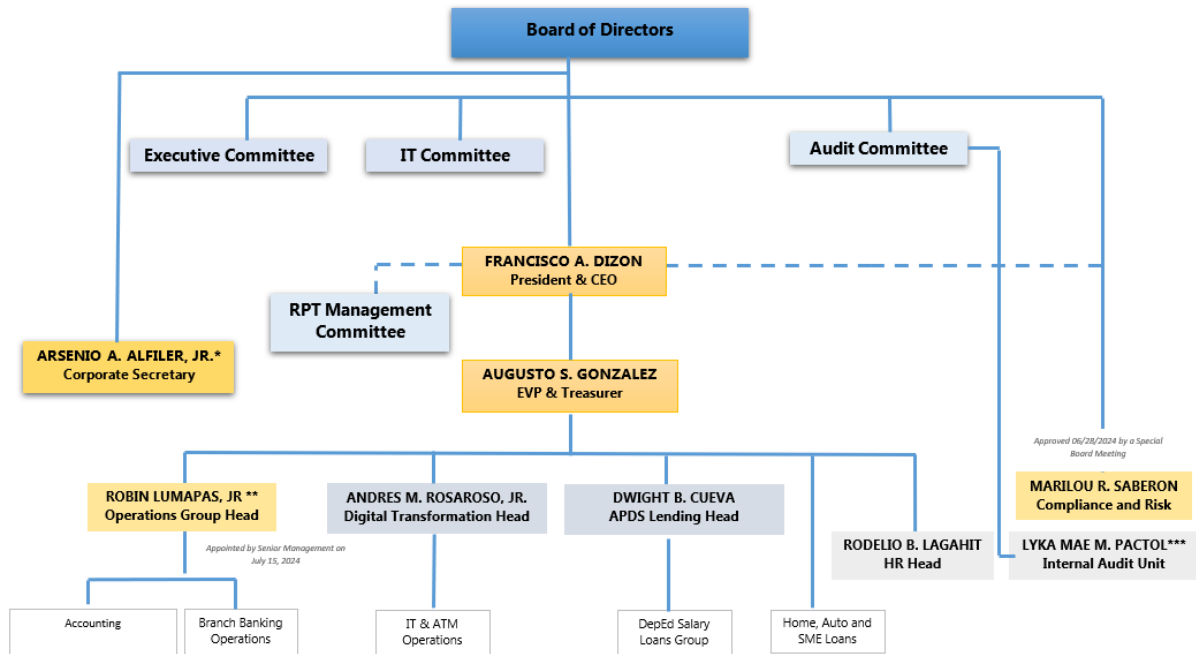 Board of Directors
Executive Committee
IT Committee
Audit Committee
FRANCISCO A. DIZON
President & CEO
RPT Management
Committee
ARSENIO A. ALFILER, JR.*
Corporate Secretary
AUGUSTO S. GONZALEZ
EVP & Treasurer
Approved 06/28/2024 by a Special
Board Meeting
ROBIN LUMAPAS, JR **
Operations Group Head
ANDRES M. ROSAROSO, JR.
Digital Transformation Head
DWIGHT B. CUEVA
APDS Lending Head
MARILOU R. SABERON
Compliance and Risk
Appointed by Senior Management on
July 15, 2024
RODELIO B. LAGAHIT
HR Head
LYKA MAE M. PACTOL***
Internal Audit Unit
Accounting
Branch Banking
Operations
IT & ATM
Operations
DepEd Salary
Loans Group
Home, Auto and
SME Loans